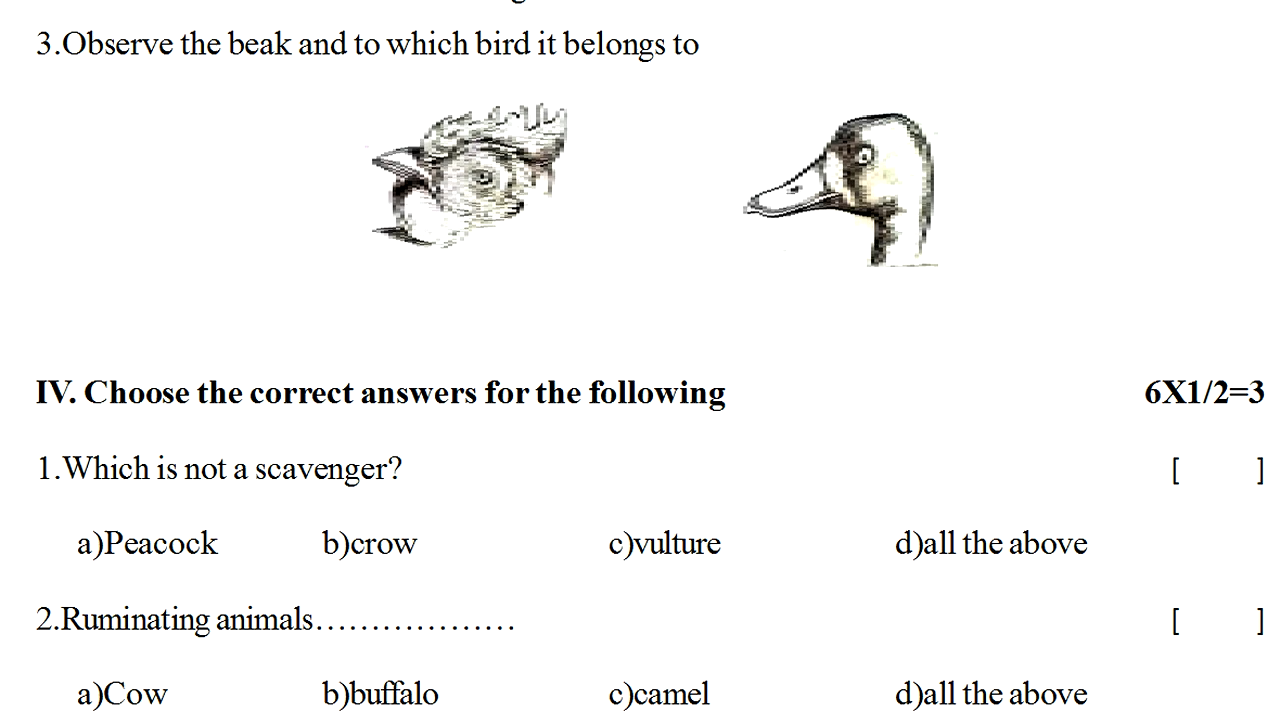 3.Observe the beak and to which bird it belongs to
IV. Choose the correct answers for the following 6X1/2=3
1.Which is not a scavenger? [ ]
a)Peacock b)crow c)vulture d)all the above
2.Ruminating animals.................. [ ]
a)Cow b)buffalo c)camel d)all the above